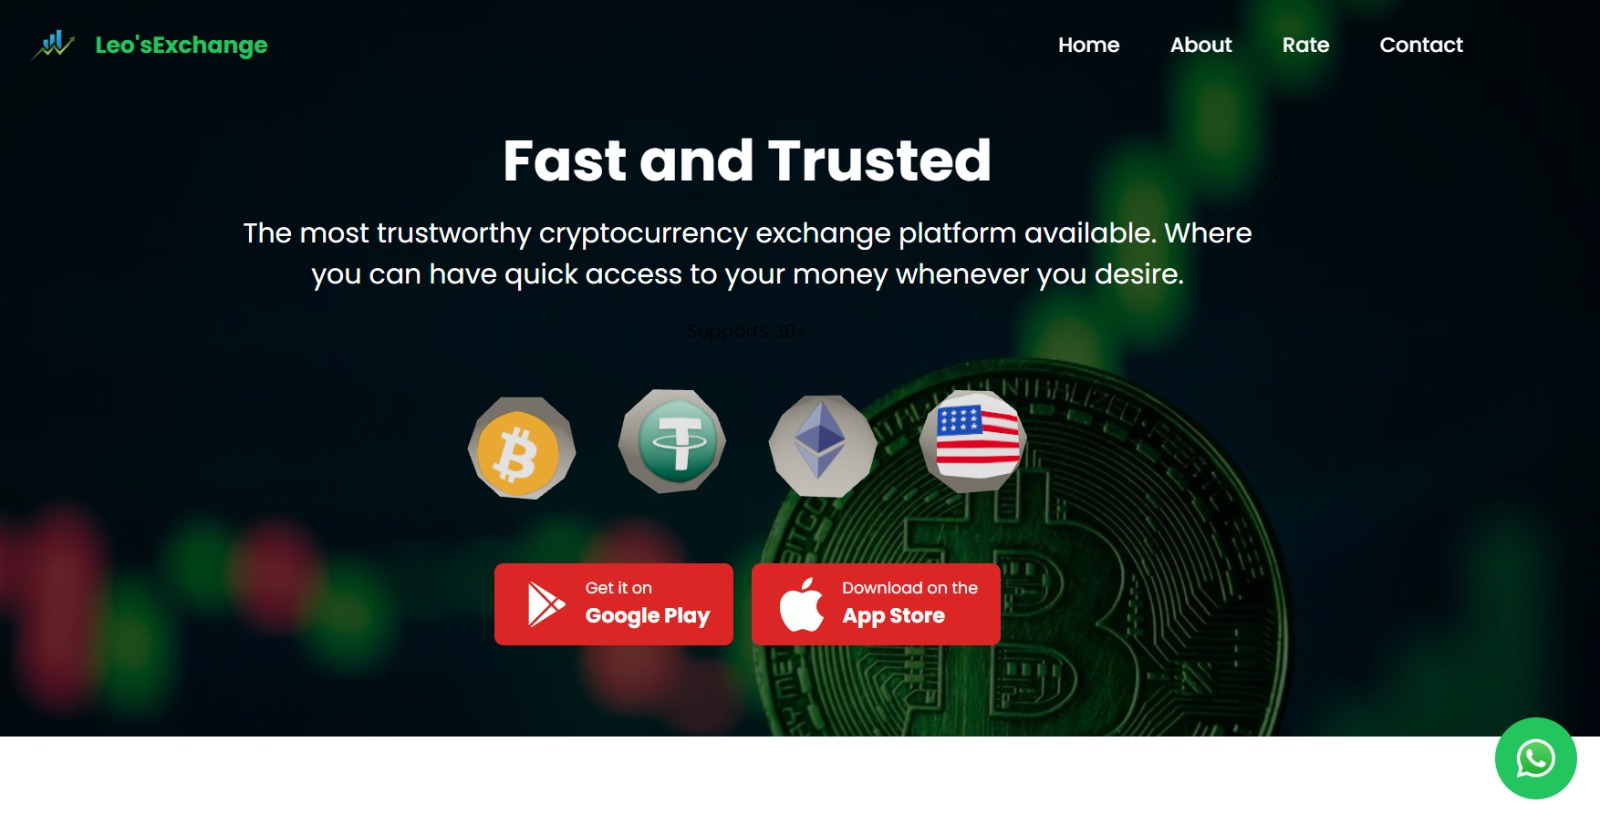 Leo'sExchange
Home
About
Rate
Contact
Fast and Trusted
The most trustworthy cryptocurrency exchange platform available. Where
you can have quick access to your money whenever you desire.
Supports 30+
Get it on
Google Play
Download on the
App Store